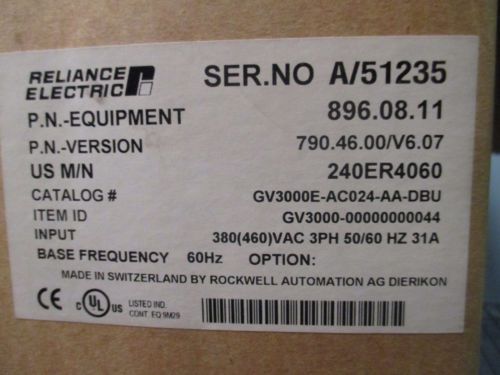 RELIANCE
ELECTRIC
SER.NO A/51235
P.N.-EQUIPMENT 896.08.11
P.N.-VERSION 790.46.00/V6.07
US M/N 240ER4060
CATALOG # GV3000E-AC024-AA-DBU
ITEM ID GV3000-00000000044
INPUT 380(460)VAC 3PH 50/60 HZ 31A
BASE FREQUENCY 60Hz OPTION:
MADE IN SWITZERLAND BY ROCKWELL AUTOMATION AG DIERIKON
CE C UL US LISTED IND.
CONT. EQ 9M29